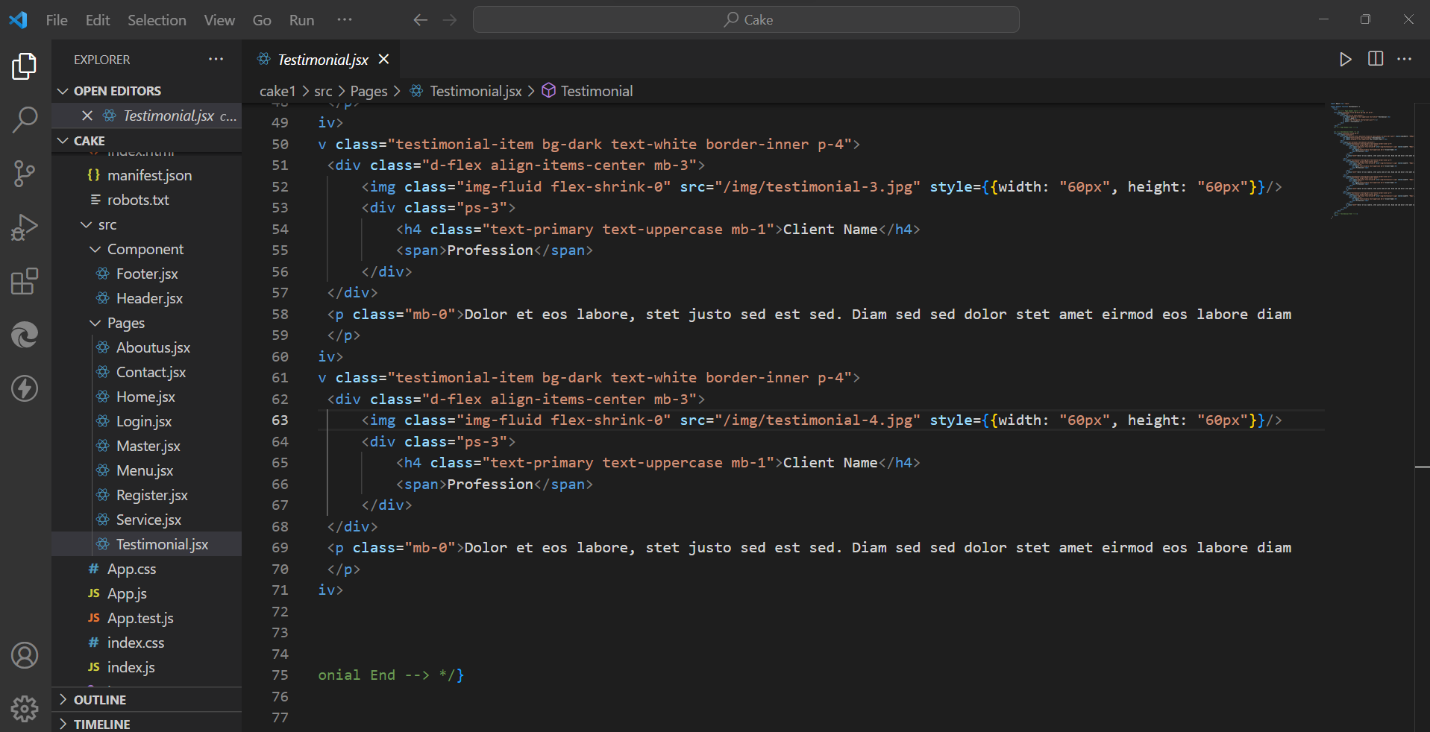 File Edit Selection View Go Run ··· Cake
EXPLORER ···
OPEN EDITORS
Testimonial.jsx c...
CAKE
index.html
{} manifest.json
robots.txt
src
Component
Footer.jsx
Header.jsx
Pages
Aboutus.jsx
Contact.jsx
Home.jsx
Login.jsx
Master.jsx
Menu.jsx
Register.jsx
Service.jsx
Testimonial.jsx
# App.css
JS App.js
JS App.test.js
# index.css
JS index.js
OUTLINE
TIMELINE
Testimonial.jsx
cake1 > src > Pages > Testimonial.jsx > Testimonial
48 </p>
49 iv>
50 v class="testimonial-item bg-dark text-white border-inner p-4">
51 <div class="d-flex align-items-center mb-3">
52 <img class="img-fluid flex-shrink-0" src="/img/testimonial-3.jpg" style={{width: "60px", height: "60px"}}/>
53 <div class="ps-3">
54 <h4 class="text-primary text-uppercase mb-1">Client Name</h4>
55 <span>Profession</span>
56 </div>
57 </div>
58 <p class="mb-0">Dolor et eos labore, stet justo sed est sed. Diam sed sed dolor stet amet eirmod eos labore diam
59 </p>
60 iv>
61 v class="testimonial-item bg-dark text-white border-inner p-4">
62 <div class="d-flex align-items-center mb-3">
63 <img class="img-fluid flex-shrink-0" src="/img/testimonial-4.jpg" style={{width: "60px", height: "60px"}}/>
64 <div class="ps-3">
65 <h4 class="text-primary text-uppercase mb-1">Client Name</h4>
66 <span>Profession</span>
67 </div>
68 </div>
69 <p class="mb-0">Dolor et eos labore, stet justo sed est sed. Diam sed sed dolor stet amet eirmod eos labore diam
70 </p>
71 iv>
72
73
74
75 onial End --> */}
76
77